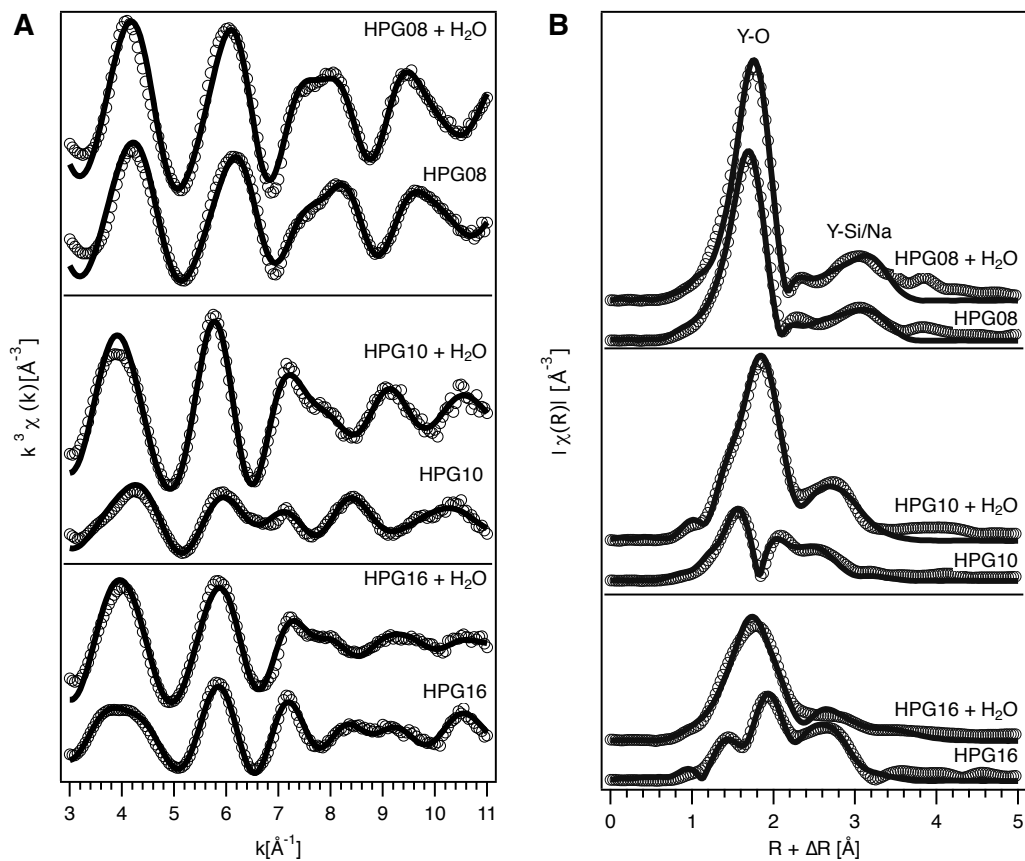 A
HPG08 + H₂O
HPG08
HPG10 + H₂O
HPG10
HPG16 + H₂O
HPG16
k ³ χ (k) [Å⁻³]
3 4 5 6 7 8 9 10 11
k[Å⁻¹]
B
Y-O
Y-Si/Na
HPG08 + H₂O
HPG08
HPG10 + H₂O
HPG10
HPG16 + H₂O
HPG16
| χ(R)| [Å⁻³]
0 1 2 3 4 5
R + ΔR [Å]